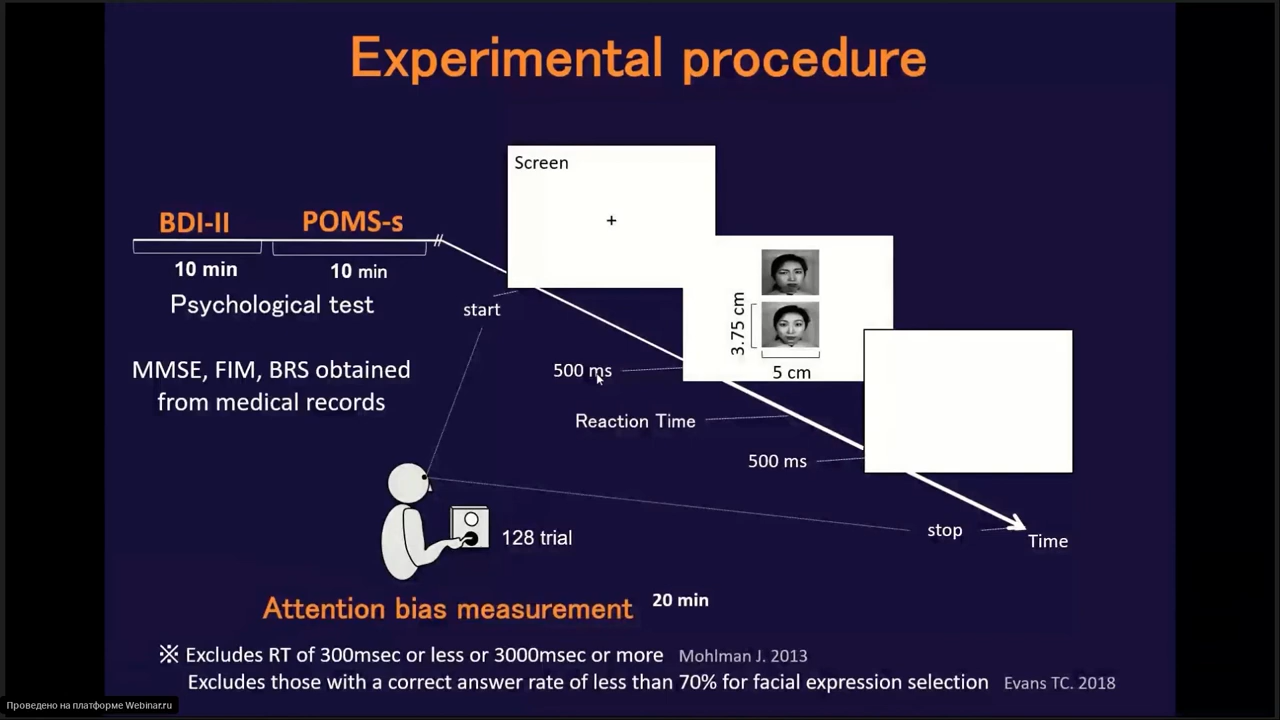 Experimental procedure
Screen
+
BDI-II
POMS-s
10 min
10 min
Psychological test
start
3.75 cm
5 cm
MMSE, FIM, BRS obtained
from medical records
500 ms
Reaction Time
500 ms
stop
Time
128 trial
Attention bias measurement
20 min
※ Excludes RT of 300msec or less or 3000msec or more Mohlman J. 2013
Excludes those with a correct answer rate of less than 70% for facial expression selection Evans TC. 2018
Проведено на платформе Webinar.ru